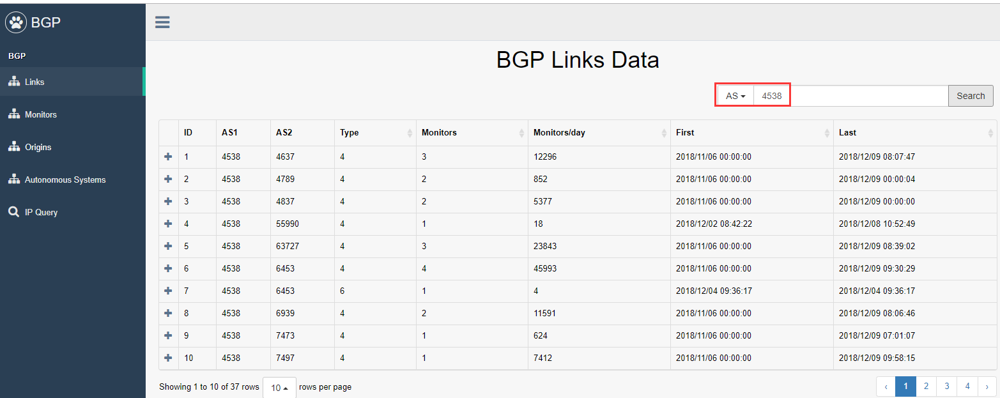 BGP
BGP
Links
Monitors
Origins
Autonomous Systems
IP Query
BGP Links Data
AS 4538 Search
ID AS1 AS2 Type Monitors Monitors/day First Last
1 4538 4637 4 3 12296 2018/11/06 00:00:00 2018/12/09 08:07:47
2 4538 4789 4 2 852 2018/11/06 00:00:00 2018/12/09 00:00:04
3 4538 4837 4 2 5377 2018/11/06 00:00:00 2018/12/09 00:00:00
4 4538 55990 4 1 18 2018/12/02 08:42:22 2018/12/08 10:52:49
5 4538 63727 4 3 23843 2018/11/06 00:00:00 2018/12/09 08:39:02
6 4538 6453 4 4 45993 2018/11/06 00:00:00 2018/12/09 09:30:29
7 4538 6453 6 1 4 2018/12/04 09:36:17 2018/12/04 09:36:17
8 4538 6939 4 2 11591 2018/11/06 00:00:00 2018/12/09 08:06:46
9 4538 7473 4 1 624 2018/11/06 00:00:00 2018/12/09 07:01:07
10 4538 7497 4 1 7412 2018/11/06 00:00:00 2018/12/09 09:58:15
Showing 1 to 10 of 37 rows 10 rows per page ‹ 1 2 3 4 ›